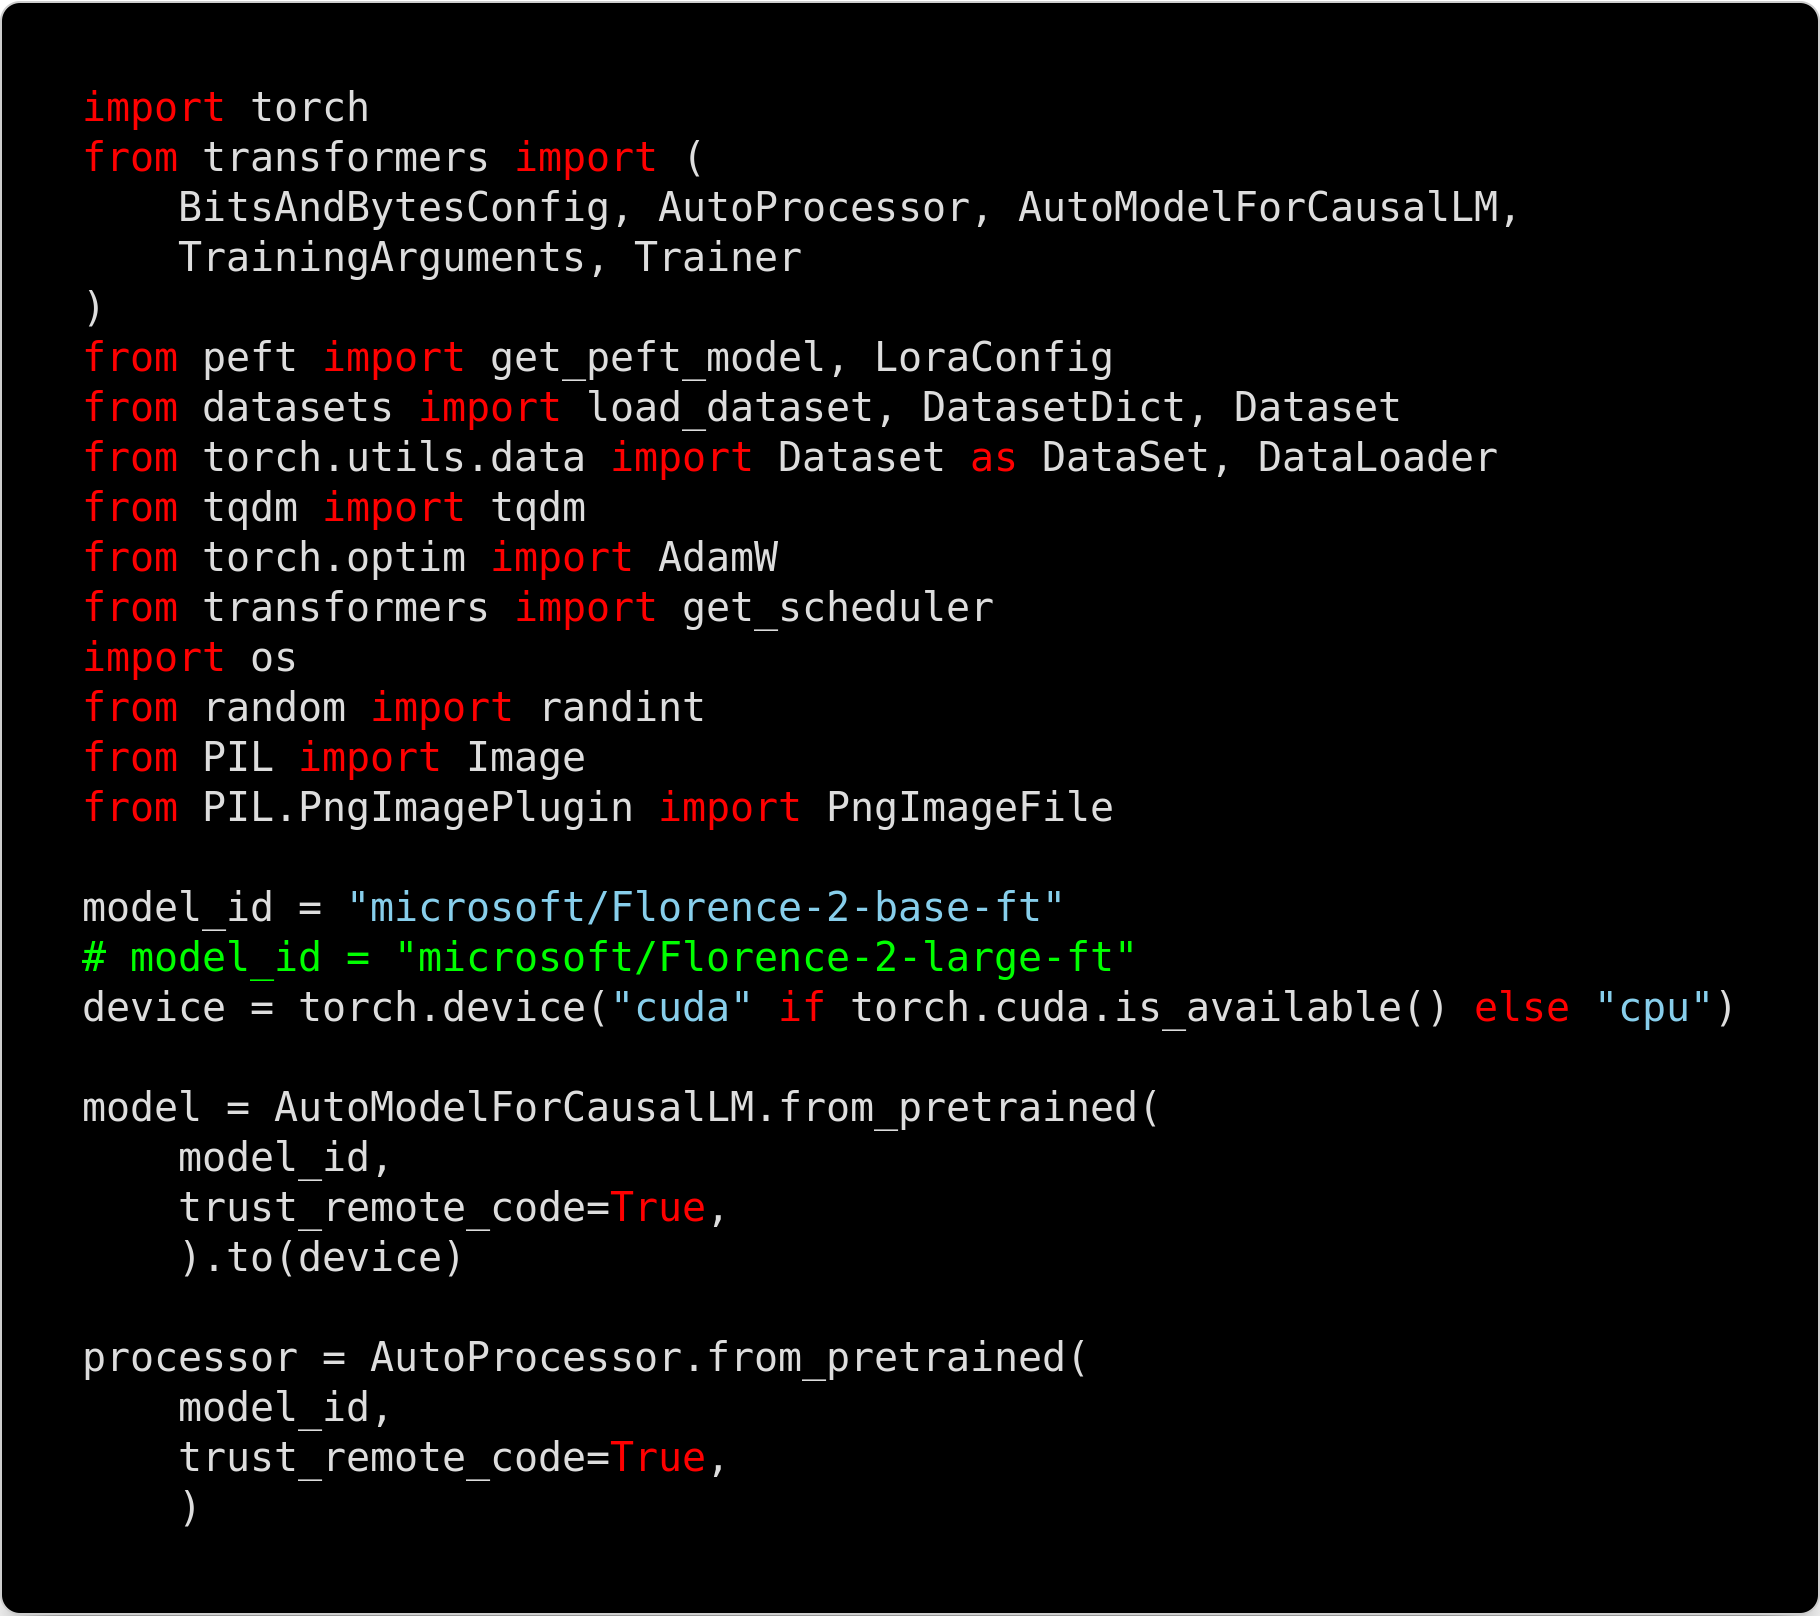 import torch
from transformers import (
    BitsAndBytesConfig, AutoProcessor, AutoModelForCausalLM,
    TrainingArguments, Trainer
)
from peft import get_peft_model, LoraConfig
from datasets import load_dataset, DatasetDict, Dataset
from torch.utils.data import Dataset as DataSet, DataLoader
from tqdm import tqdm
from torch.optim import AdamW
from transformers import get_scheduler
import os
from random import randint
from PIL import Image
from PIL.PngImagePlugin import PngImageFile

model_id = "microsoft/Florence-2-base-ft"
# model_id = "microsoft/Florence-2-large-ft"
device = torch.device("cuda" if torch.cuda.is_available() else "cpu")

model = AutoModelForCausalLM.from_pretrained(
    model_id,
    trust_remote_code=True,
    ).to(device)

processor = AutoProcessor.from_pretrained(
    model_id,
    trust_remote_code=True,
    )